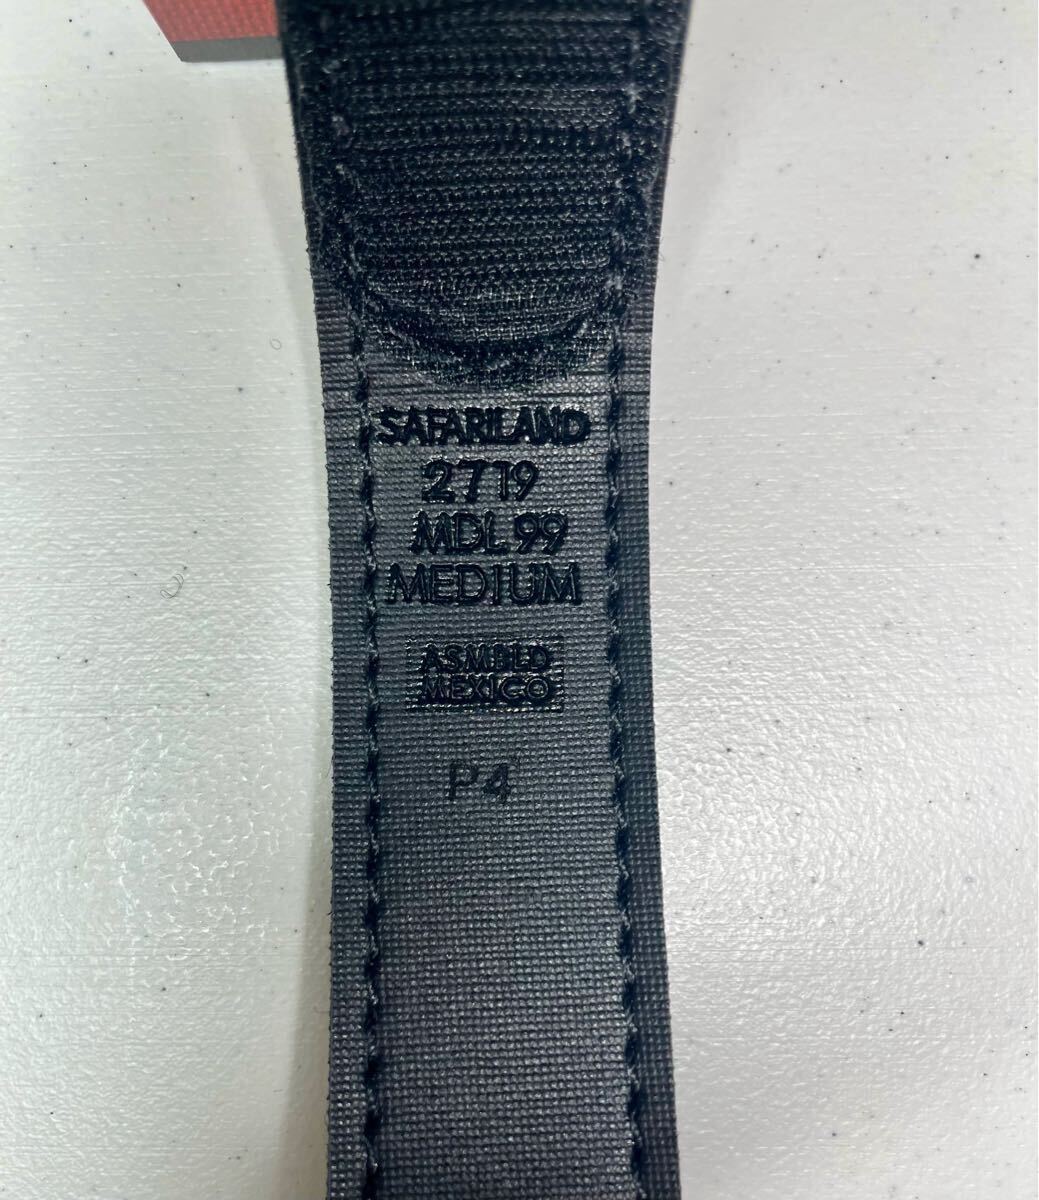 SAFARILAND
2719
MDL 99
MEDIUM
ASMBLD
MEXICO
P4